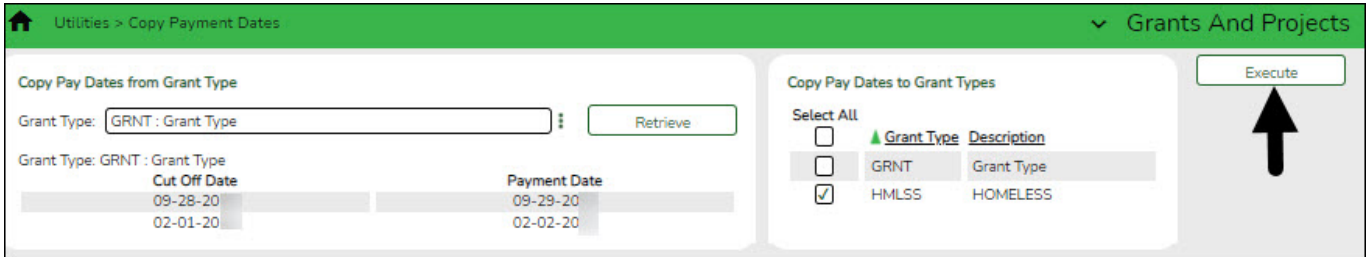 Utilities > Copy Payment Dates
Grants And Projects
Copy Pay Dates from Grant Type
Grant Type: GRNT : Grant Type
Retrieve
Grant Type: GRNT : Grant Type
Cut Off Date Payment Date
09-28-20 09-29-20
02-01-20 02-02-20
Copy Pay Dates to Grant Types
Select All
Grant Type Description
GRNT Grant Type
HMLSS HOMELESS
Execute